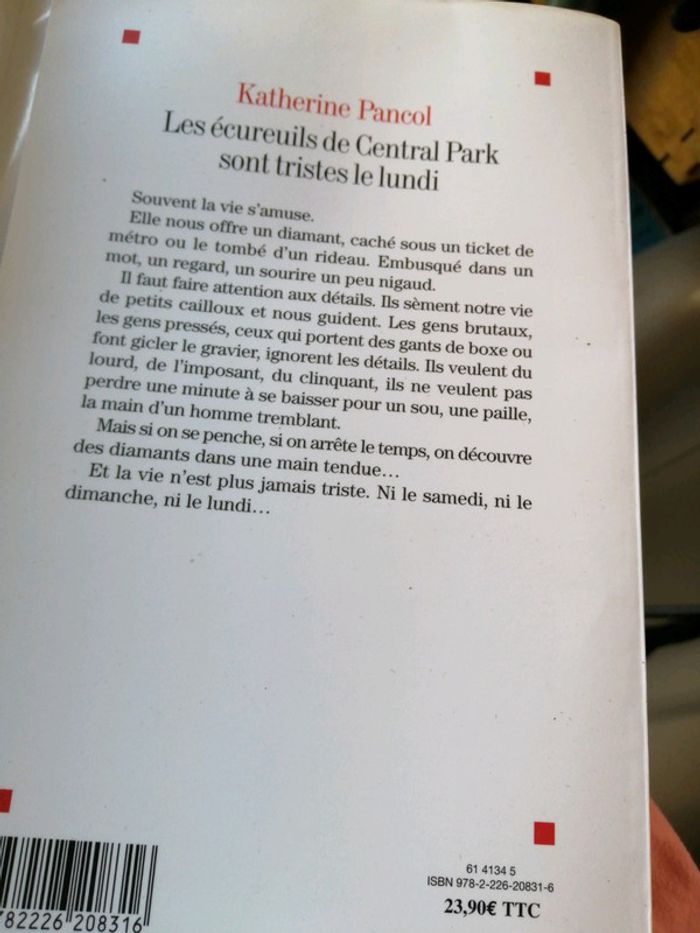 Katherine Pancol
Les écureuils de Central Park
sont tristes le lundi
Souvent la vie s'amuse.
Elle nous offre un diamant, caché sous un ticket de
métro ou le tombé d'un rideau. Embusqué dans un
mot, un regard, un sourire un peu nigaud.
Il faut faire attention aux détails. Ils sèment notre vie
de petits cailloux et nous guident. Les gens brutaux,
les gens pressés, ceux qui portent des gants de boxe ou
font gicler le gravier, ignorent les détails. Ils veulent du
lourd, de l'imposant, du clinquant, ils ne veulent pas
perdre une minute à se baisser pour un sou, une paille,
la main d'un homme tremblant.
Mais si on se penche, si on arrête le temps, on découvre
des diamants dans une main tendue…
Et la vie n'est plus jamais triste. Ni le samedi, ni le
dimanche, ni le lundi…
61 4134 5
ISBN 978-2-226-20831-6
23,90€ TTC
782226 208316